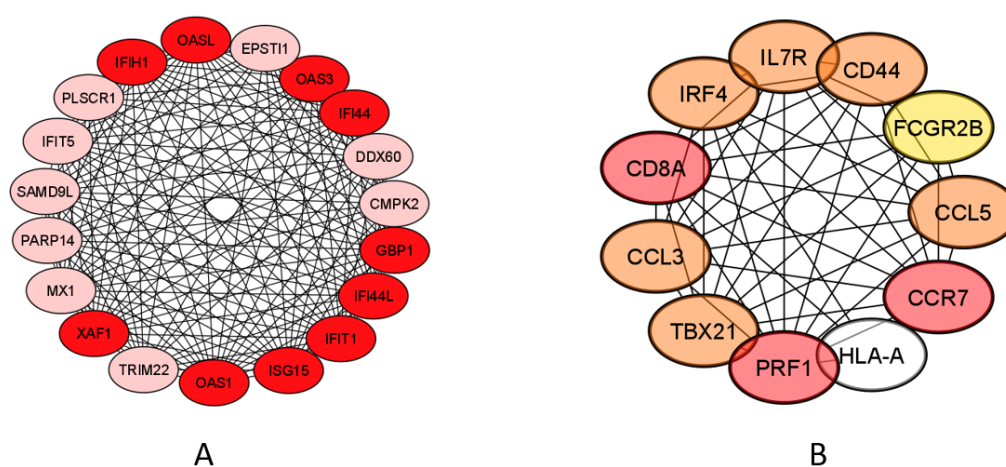 OASL
EPSTI1
IFIH1
OAS3
PLSCR1
IFI44
IFIT5
DDX60
SAMD9L
CMPK2
PARP14
GBP1
MX1
IFI44L
XAF1
IFIT1
TRIM22
OAS1
ISG15
A
IL7R
CD44
IRF4
FCGR2B
CD8A
CCL5
CCL3
CCR7
TBX21
HLA-A
PRF1
B